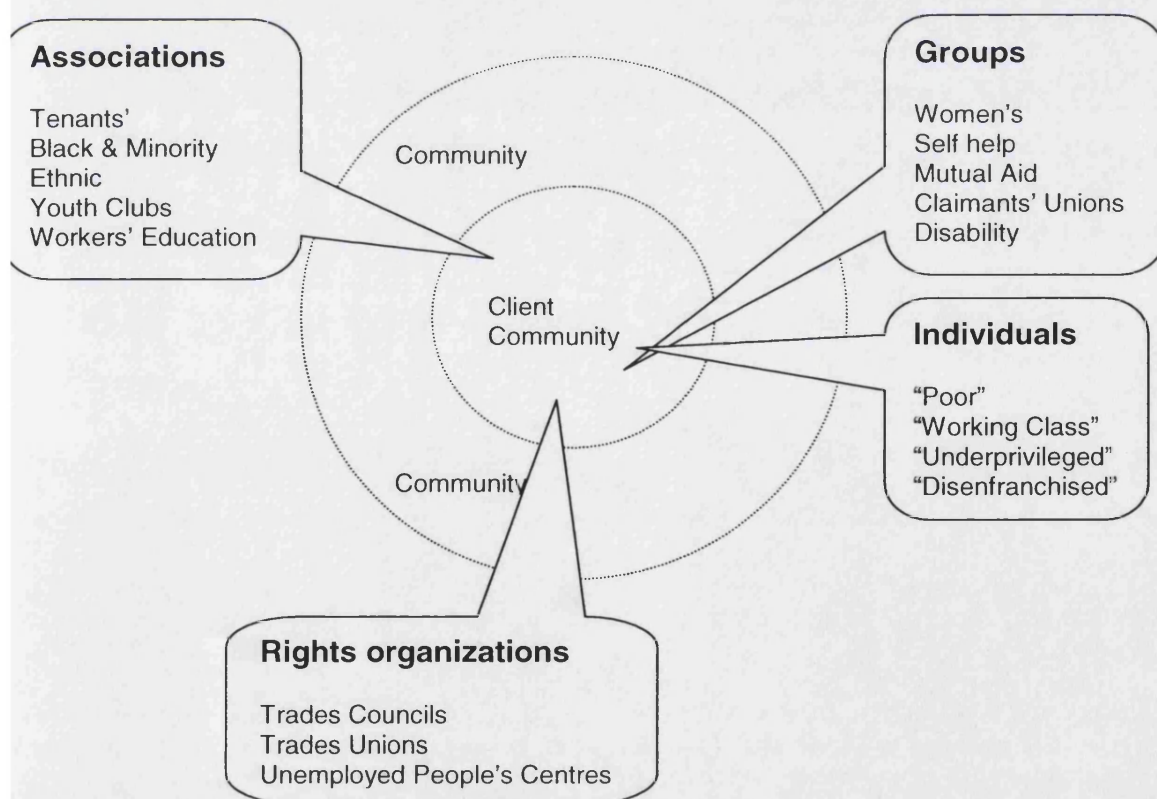 Associations
Tenants'
Black & Minority
Ethnic
Youth Clubs
Workers' Education
Community
Client
Community
Community
Groups
Women's
Self help
Mutual Aid
Claimants' Unions
Disability
Individuals
“Poor”
“Working Class”
“Underprivileged”
“Disenfranchised”
Rights organizations
Trades Councils
Trades Unions
Unemployed People's Centres